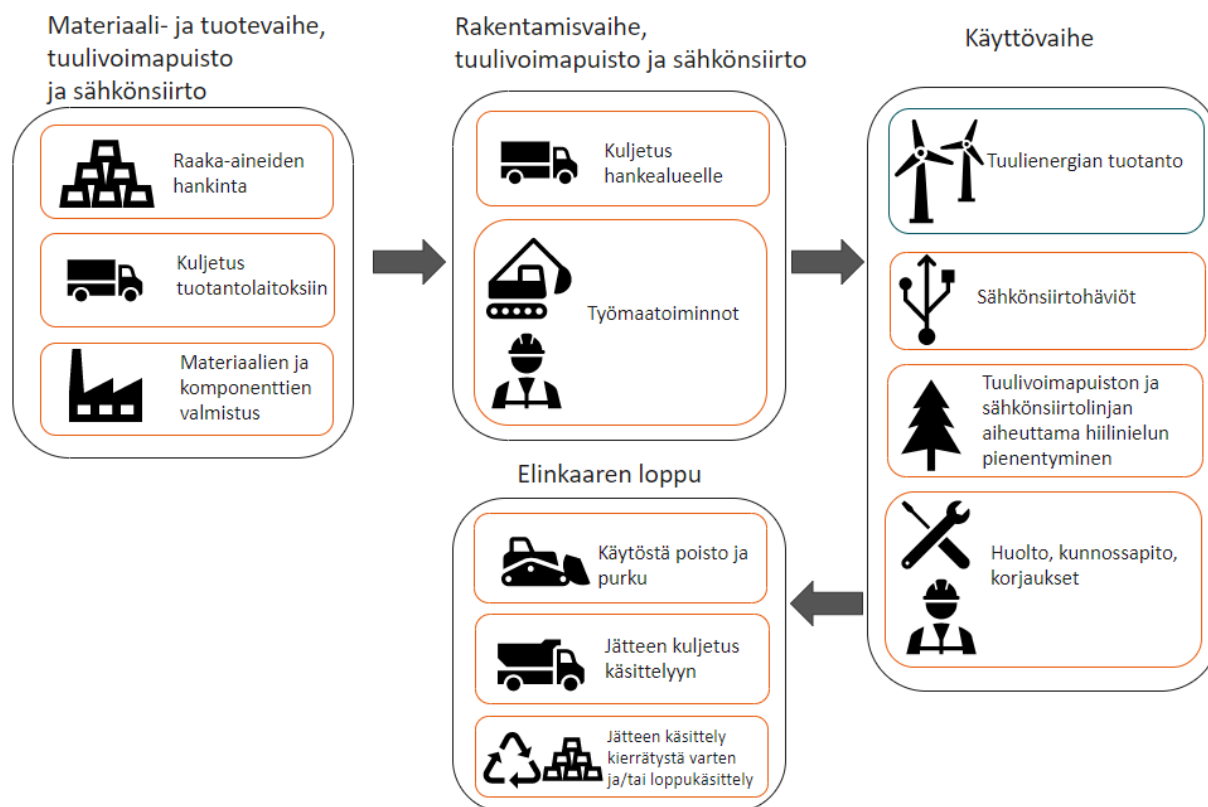 Materiaali- ja tuotevaihe,
tuulivoimapuisto
ja sähkönsiirto
Raaka-aineiden
hankinta
Kuljetus
tuotantolaitoksiin
Materiaalien ja
komponenttien
valmistus
Rakentamisvaihe,
tuulivoimapuisto ja sähkönsiirto
Kuljetus
hankealueelle
Työmaatoiminnot
Käyttövaihe
Tuulienergian tuotanto
Sähkönsiirtohäviöt
Tuulivoimapuiston ja
sähkönsiirtolinjan
aiheuttama hiilinielun
pienentyminen
Huolto, kunnossapito,
korjaukset
Elinkaaren loppu
Käytöstä poisto ja
purku
Jätteen kuljetus
käsittelyyn
Jätteen käsittely
kierrätystä varten
ja/tai loppukäsittely